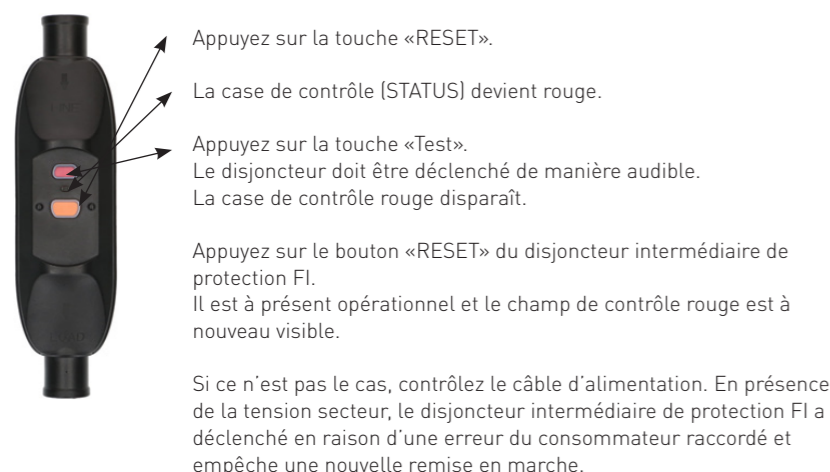 Appuyez sur la touche «RESET».
La case de contrôle (STATUS) devient rouge.
Appuyez sur la touche «Test».
Le disjoncteur doit être déclenché de manière audible.
La case de contrôle rouge disparaît.
Appuyez sur le bouton «RESET» du disjoncteur intermédiaire de
protection FI.
Il est à présent opérationnel et le champ de contrôle rouge est à
nouveau visible.
Si ce n’est pas le cas, contrôlez le câble d’alimentation. En présence
de la tension secteur, le disjoncteur intermédiaire de protection FI a
déclenché en raison d’une erreur du consommateur raccordé et
empêche une nouvelle remise en marche.